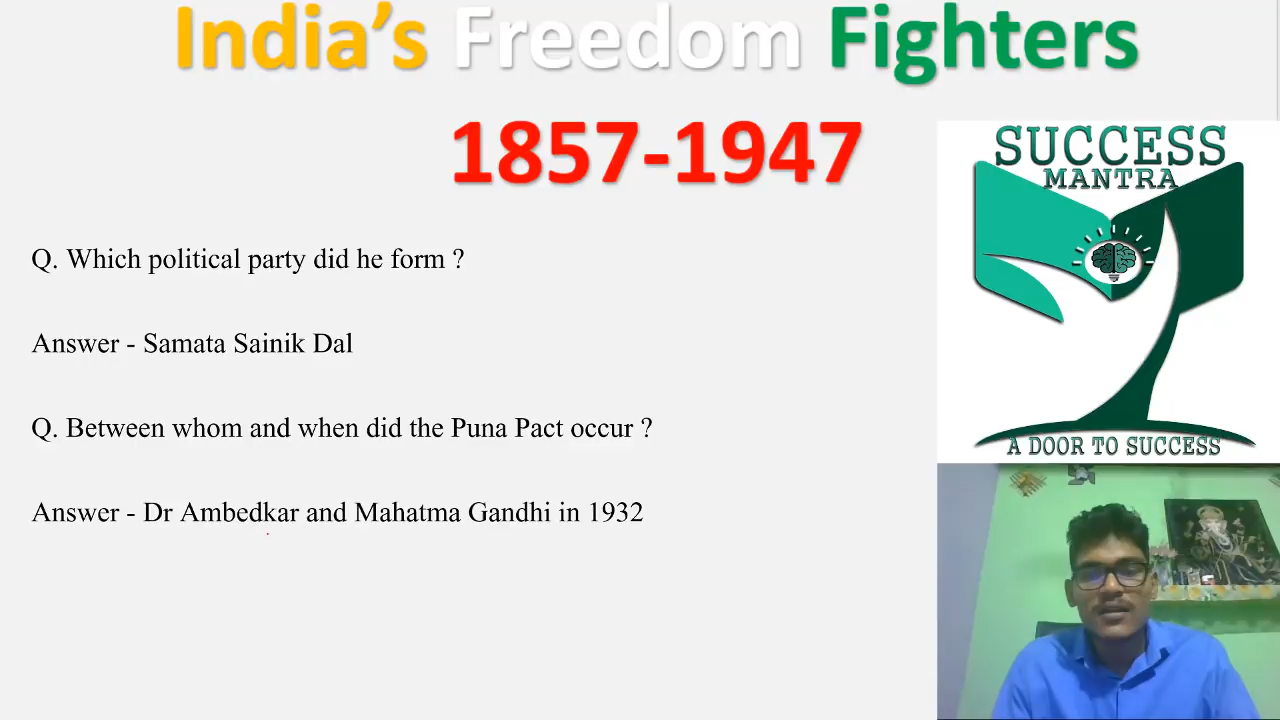 India's Freedom Fighters
1857-1947
SUCCESS
MANTRA
Q. Which political party did he form ?
Answer - Samata Sainik Dal
Q. Between whom and when did the Puna Pact occur ?
A DOOR TO SUCCESS
Answer - Dr Ambedkar and Mahatma Gandhi in 1932